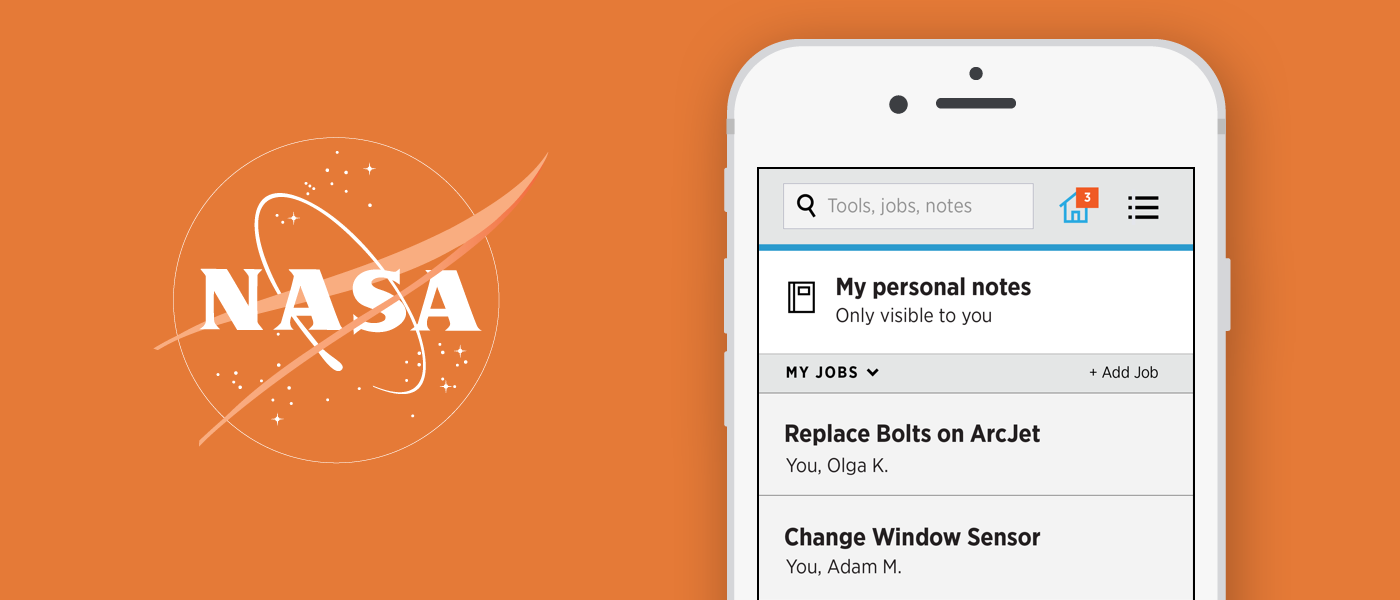 NASA
Tools, jobs, notes
3
My personal notes
Only visible to you
MY JOBS
+ Add Job
Replace Bolts on ArcJet
You, Olga K.
Change Window Sensor
You, Adam M.